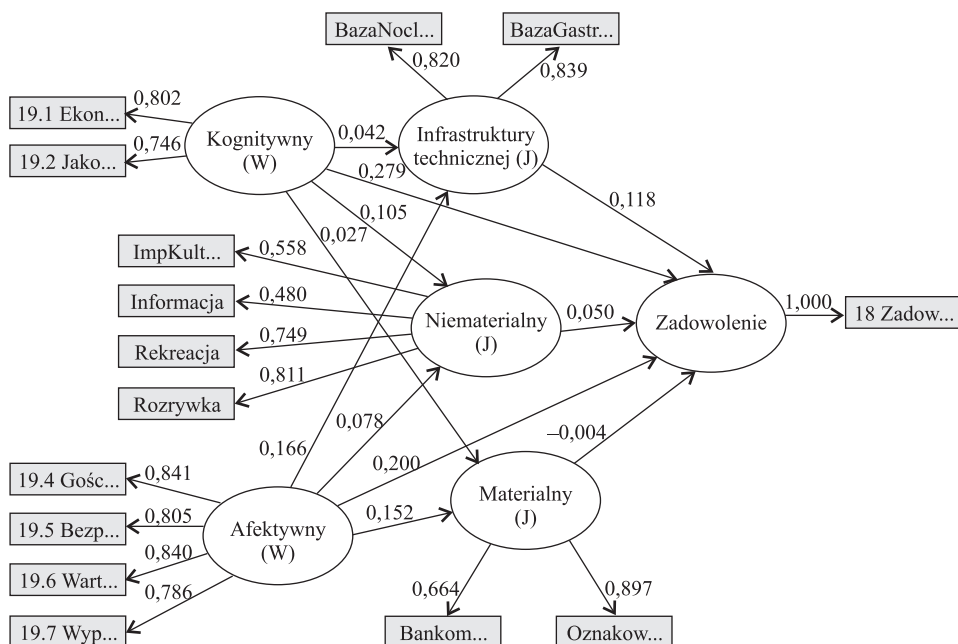 BazaNocl...
BazaGastr...
0,820
0,839
19.1 Ekon...
0,802
19.2 Jako...
0,746
Kognitywny
(W)
0,042
Infrastruktury
technicznej (J)
0,279
0,118
0,105
0,027
ImpKult...
0,558
Informacja
0,480
Rekreacja
0,749
Rozrywka
0,811
Niematerialny
(J)
0,050
Zadowolenie
1,000
18 Zadow...
0,078
0,166
0,200
–0,004
19.4 Gośc...
0,841
19.5 Bezp...
0,805
19.6 Wart...
0,840
19.7 Wyp...
0,786
Afektywny
(W)
0,152
Materialny
(J)
0,664
0,897
Bankom...
Oznakow...